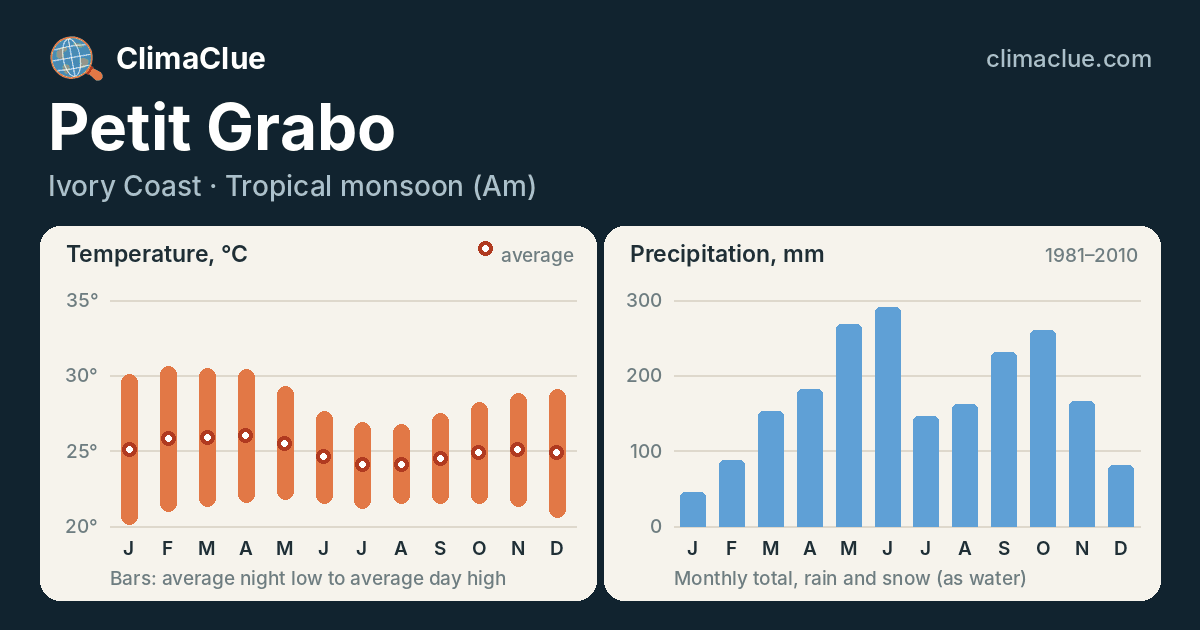 ClimaClue
climaclue.com
Petit Grabo
Ivory Coast · Tropical monsoon (Am)
Temperature, °C
average
35°
30°
25°
20°
J F M A M J J A S O N D
Bars: average night low to average day high
Precipitation, mm
1981–2010
300
200
100
0
J F M A M J J A S O N D
Monthly total, rain and snow (as water)